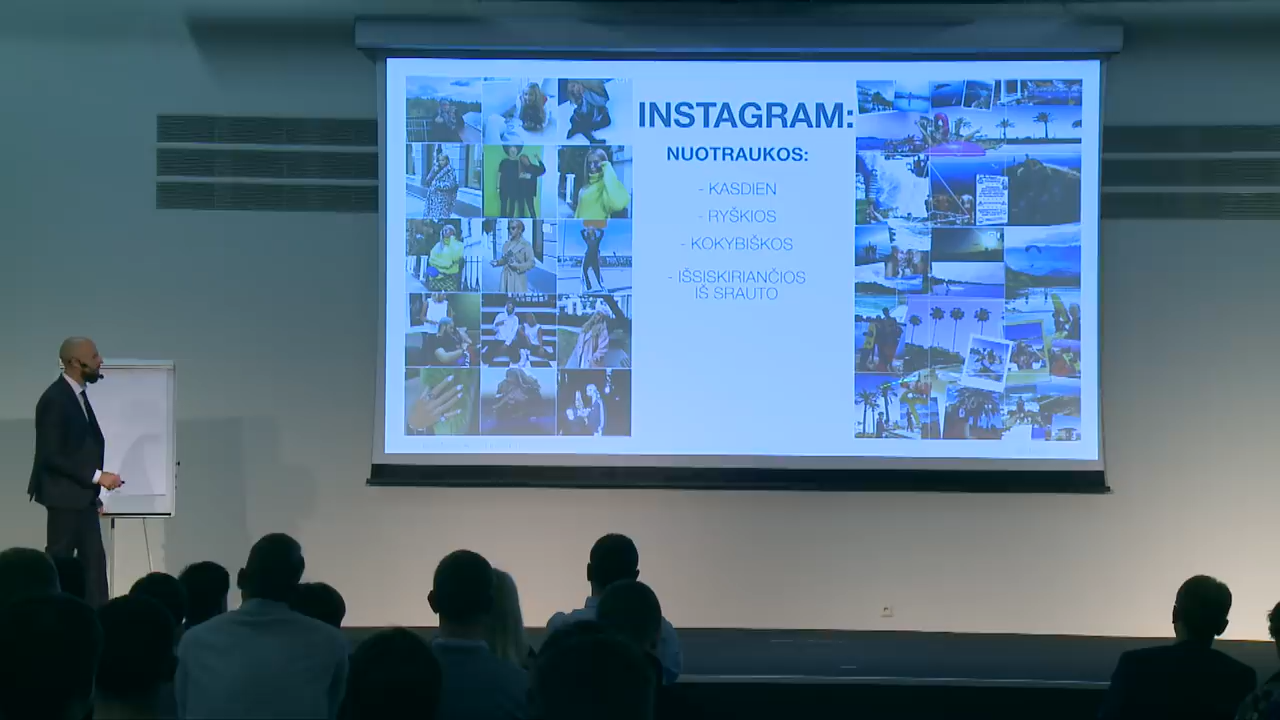 INSTAGRAM:
NUOTRAUKOS:
- KASDIEN
- RYŠKIOS
- KOKYBIŠKOS
- IŠSISKIRIANČIOS
IŠ SRAUTO